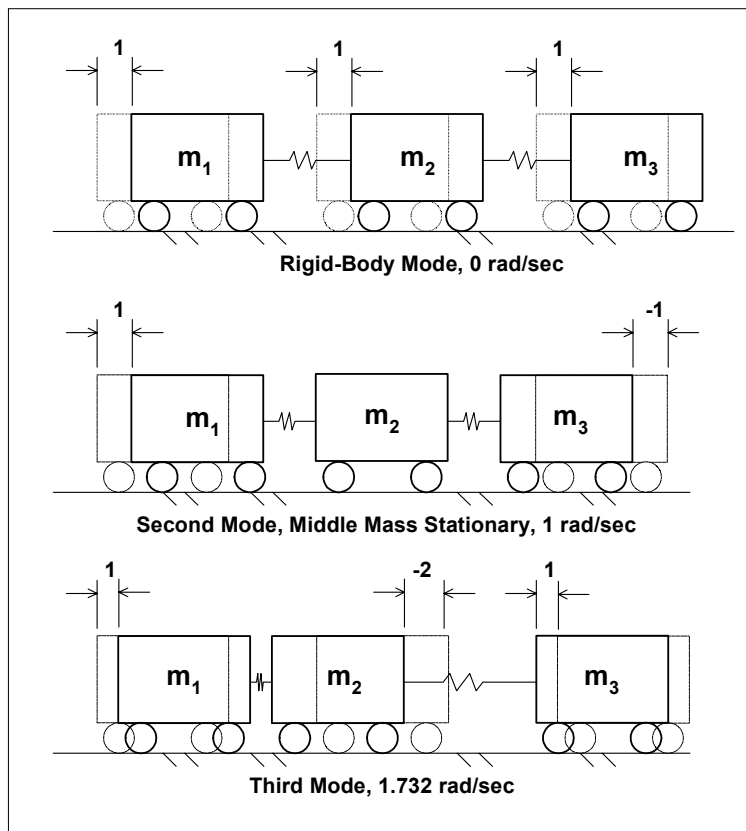 1 1 1
m1 m2 m3
Rigid-Body Mode, 0 rad/sec
1 -1
m1 m2 m3
Second Mode, Middle Mass Stationary, 1 rad/sec
1 -2 1
m1 m2 m3
Third Mode, 1.732 rad/sec